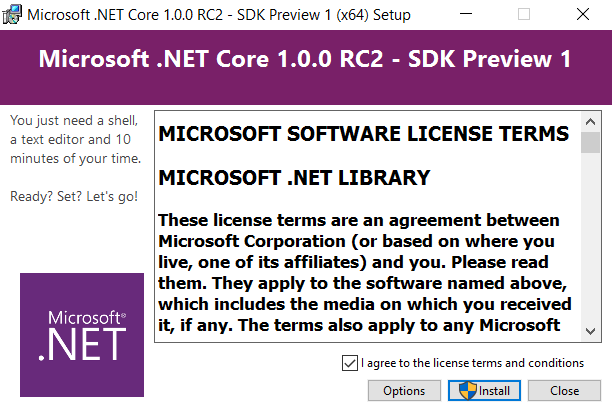 Microsoft .NET Core 1.0.0 RC2 - SDK Preview 1 (x64) Setup
Microsoft .NET Core 1.0.0 RC2 - SDK Preview 1
You just need a shell,
a text editor and 10
minutes of your time.
Ready? Set? Let's go!
Microsoft®
.NET
MICROSOFT SOFTWARE LICENSE TERMS
MICROSOFT .NET LIBRARY
These license terms are an agreement between
Microsoft Corporation (or based on where you
live, one of its affiliates) and you. Please read
them. They apply to the software named above,
which includes the media on which you received
it, if any. The terms also apply to any Microsoft
I agree to the license terms and conditions
Options
Install
Close